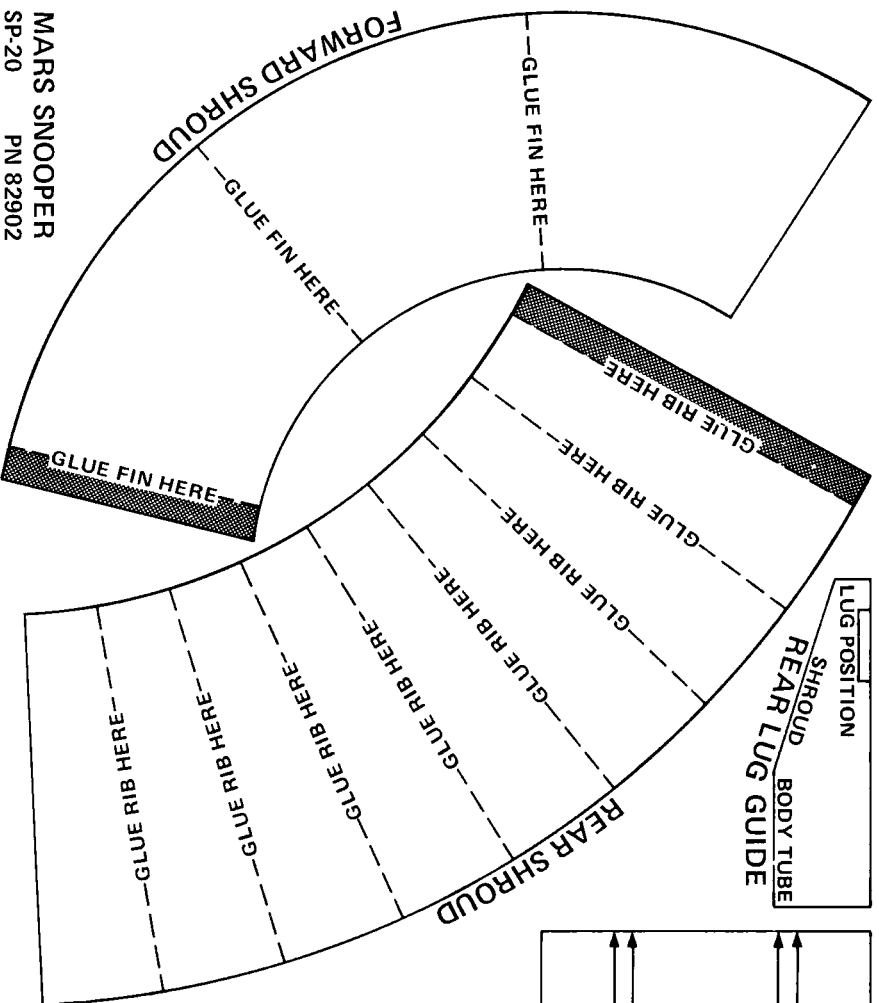 MARS SNOOPER
SP-20 PN 82902
FORWARD SHROUD
GLUE FIN HERE
GLUE FIN HERE
GLUE FIN HERE
REAR SHROUD
GLUE RIB HERE
GLUE RIB HERE
GLUE RIB HERE
GLUE RIB HERE
GLUE RIB HERE
GLUE RIB HERE
GLUE RIB HERE
GLUE RIB HERE
LUG POSITION
SHROUD
BODY TUBE
REAR LUG GUIDE